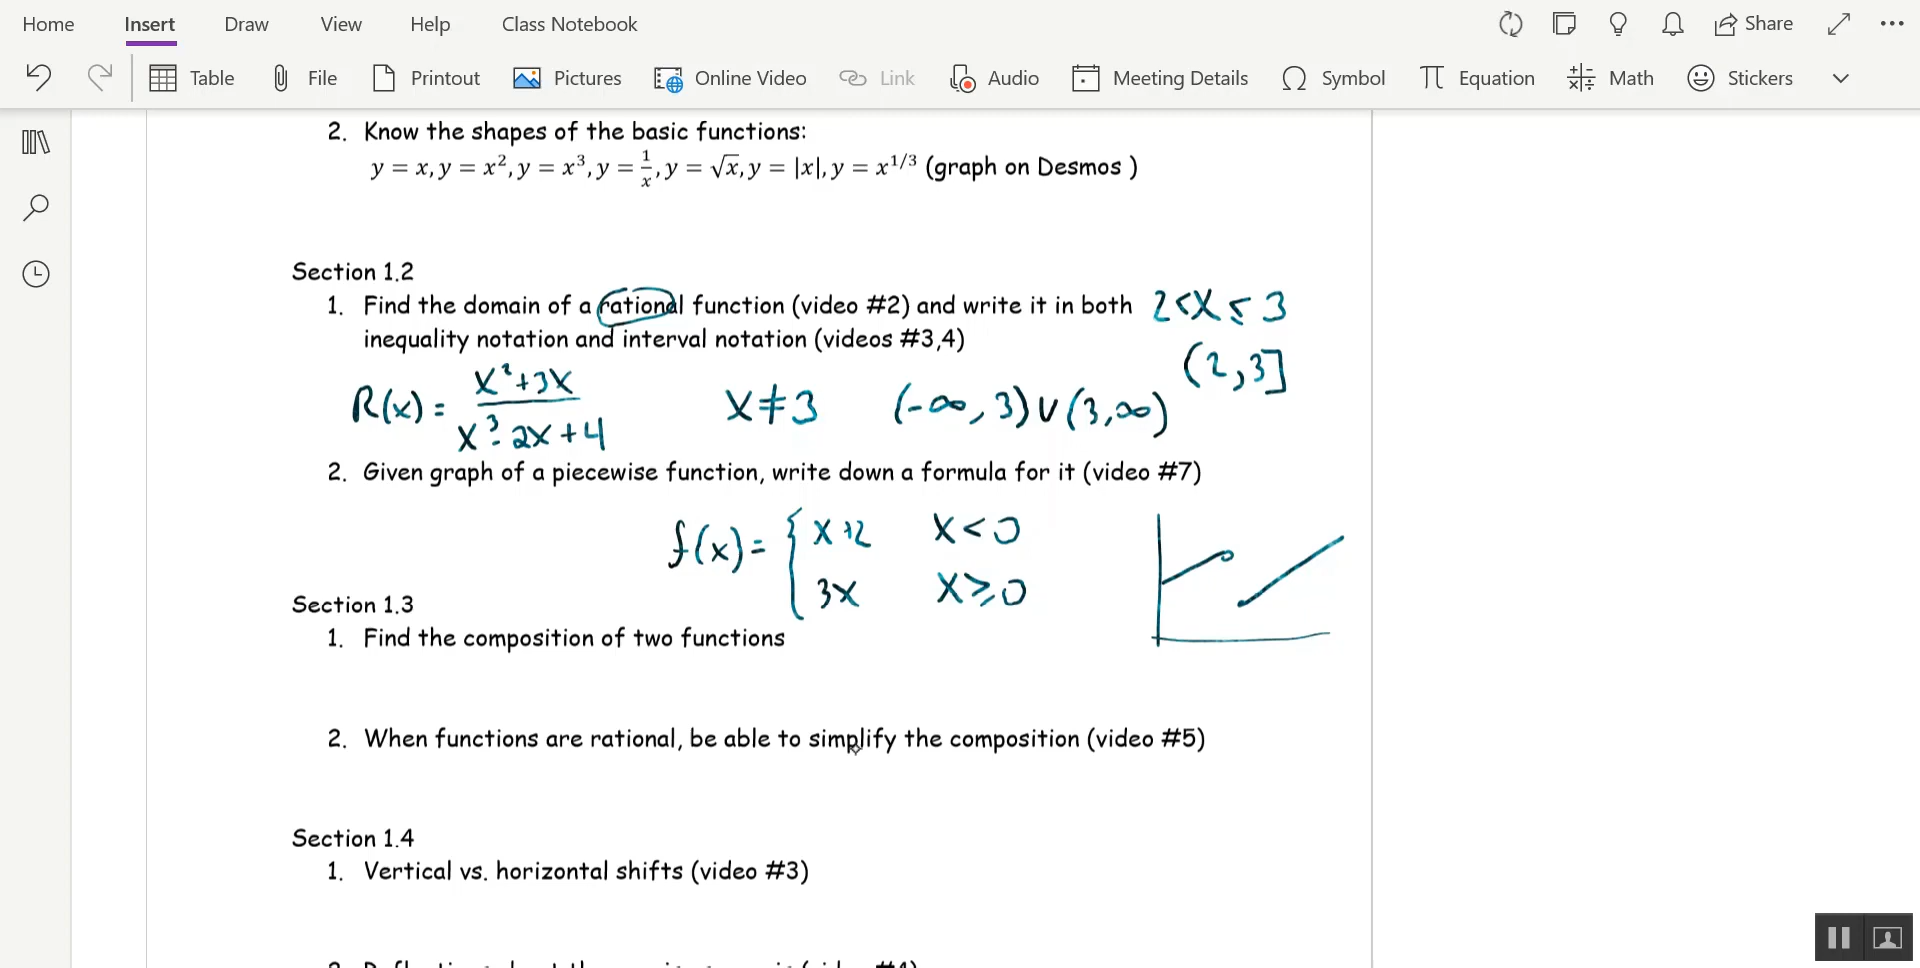 Home Insert Draw View Help Class Notebook Share
Table File Printout Pictures Online Video Link Audio Meeting Details Symbol Equation Math Stickers
2. Know the shapes of the basic functions:
y = x, y = x², y = x³, y = 1/x, y = √x, y = |x|, y = x^1/3 (graph on Desmos )
Section 1.2
1. Find the domain of a rational function (video #2) and write it in both 2<x≤3
inequality notation and interval notation (videos #3,4)
(2,3]
R(x) = (x²+3x)/(x³-2x+4) x≠3 (-∞, 3)∪(3,∞)
2. Given graph of a piecewise function, write down a formula for it (video #7)
f(x) = { x+2 x<0
3x x≥0
Section 1.3
1. Find the composition of two functions
2. When functions are rational, be able to simplify the composition (video #5)
Section 1.4
1. Vertical vs. horizontal shifts (video #3)